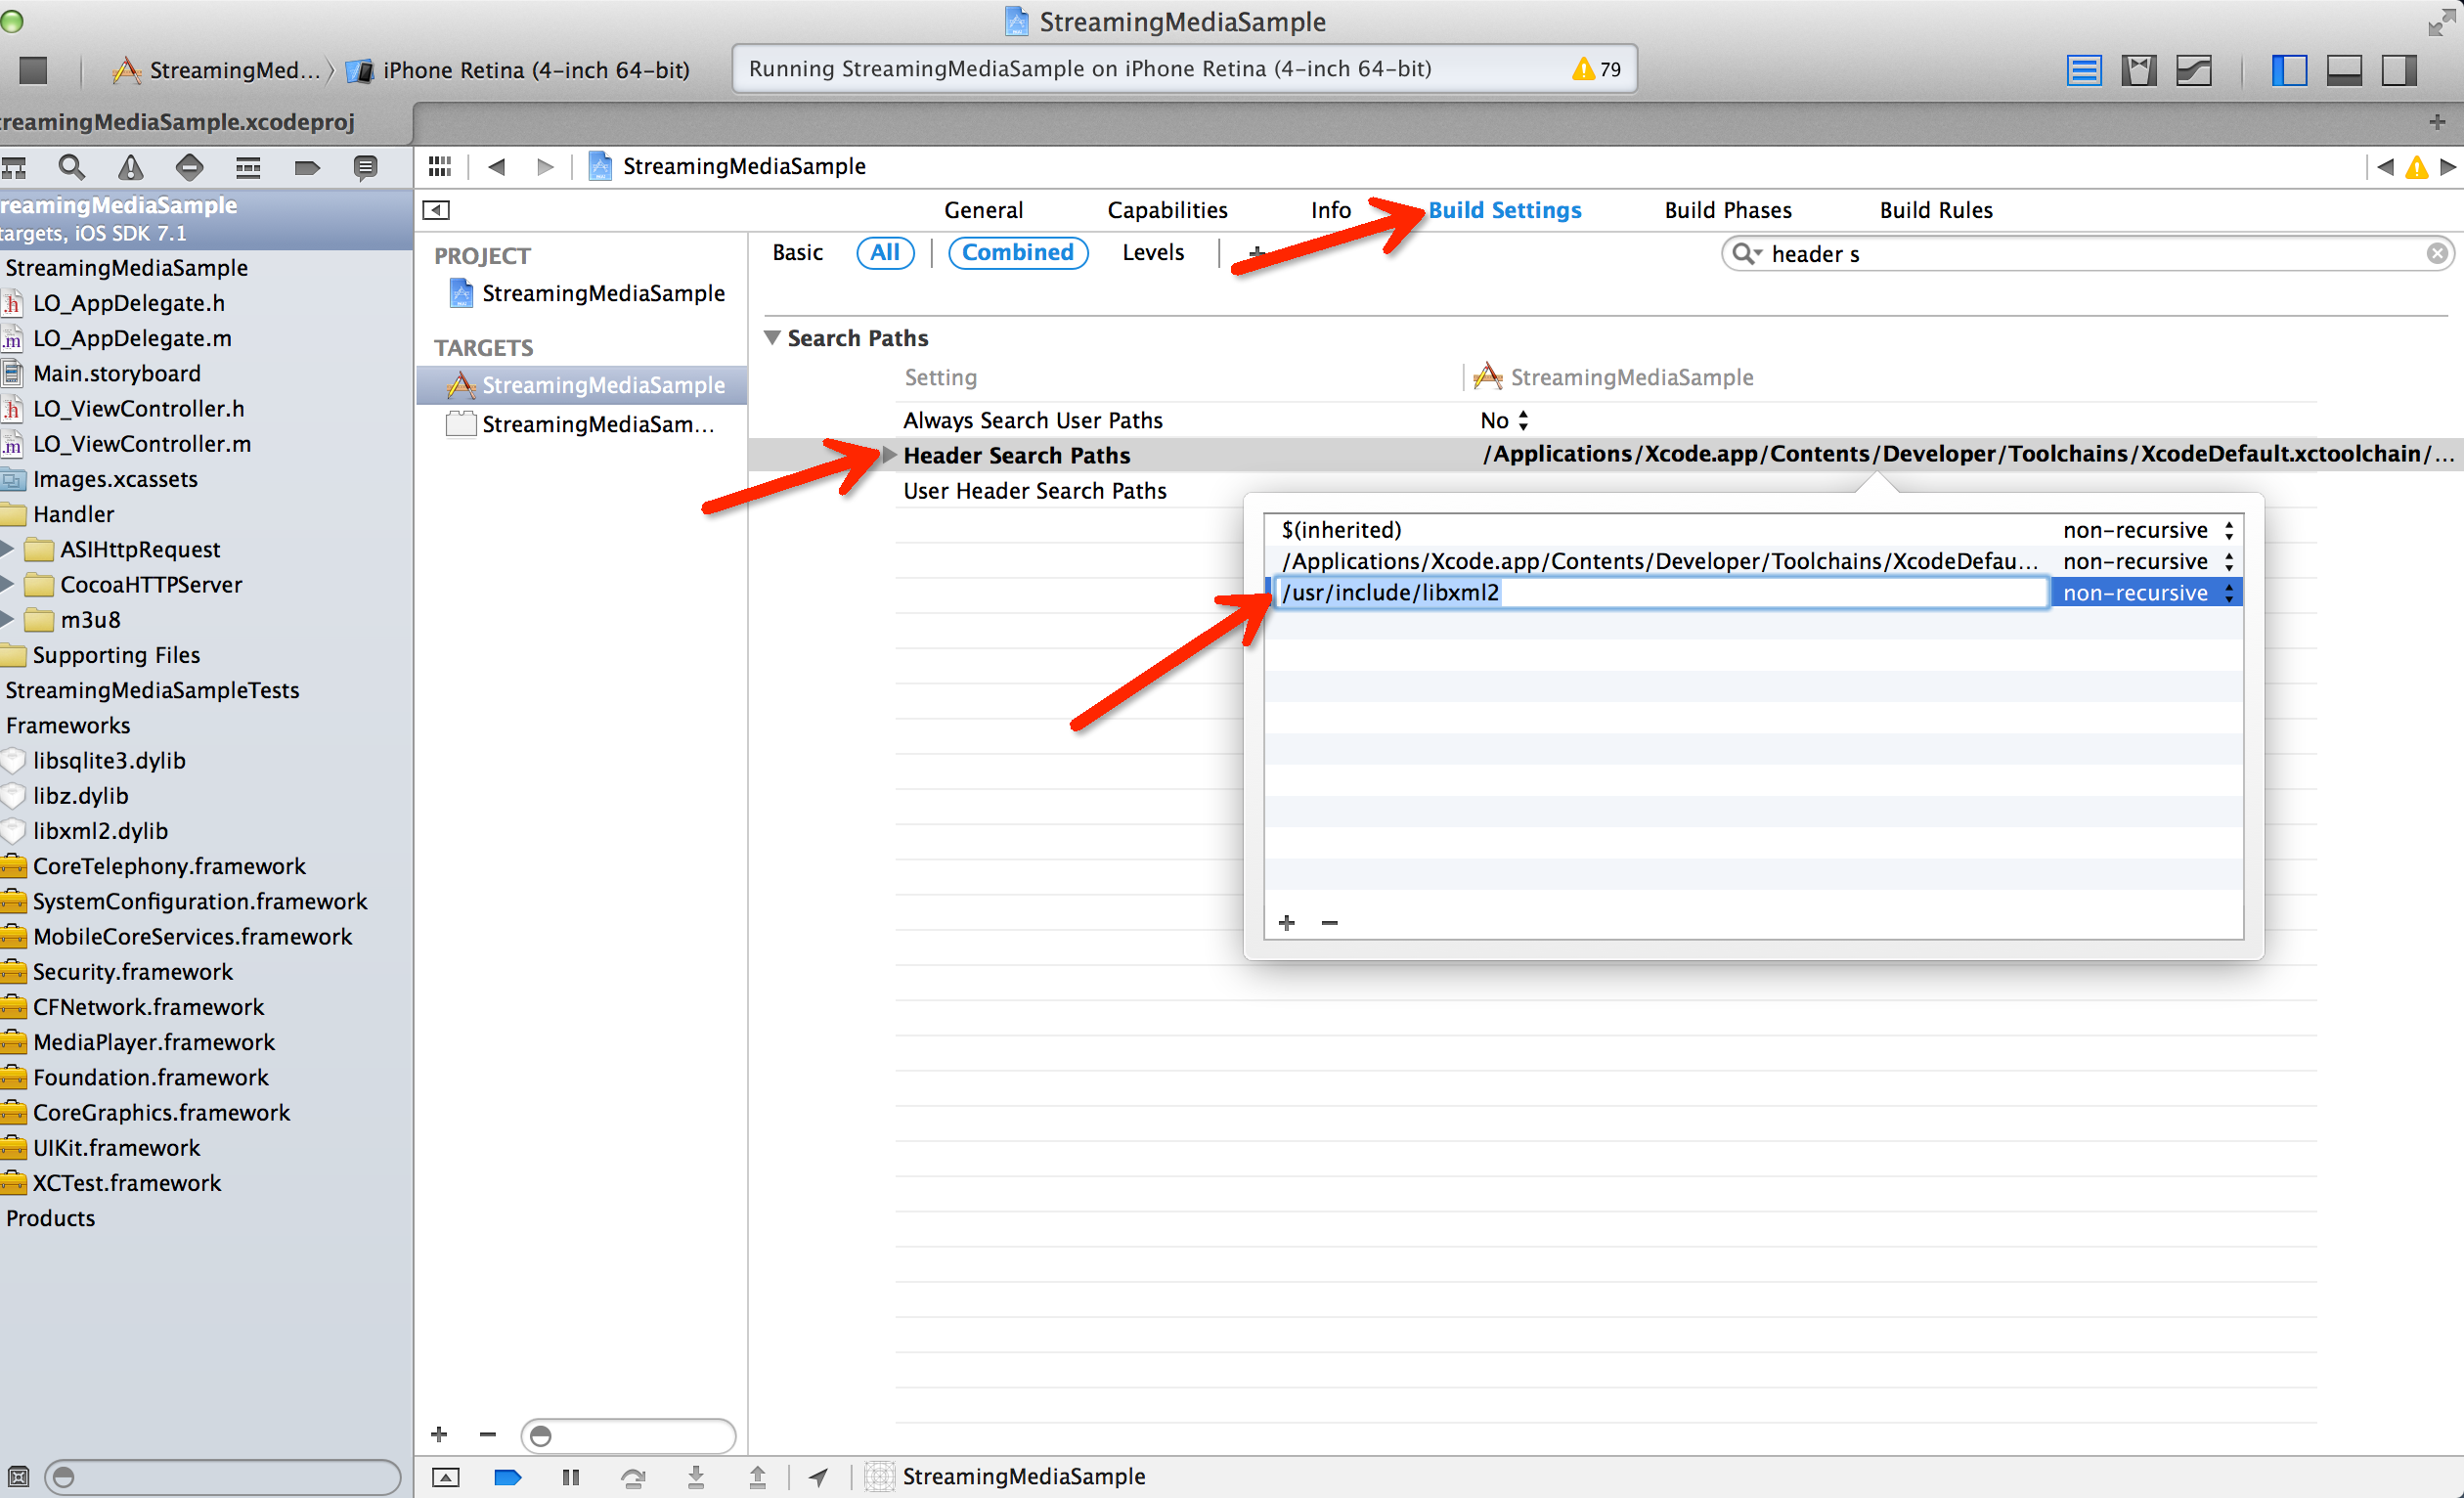 StreamingMediaSample
StreamingMed... iPhone Retina (4-inch 64-bit)
Running StreamingMediaSample on iPhone Retina (4-inch 64-bit) 79
treamingMediaSample.xcodeproj
StreamingMediaSample
reamingMediaSample
targets, iOS SDK 7.1
StreamingMediaSample
LO_AppDelegate.h
LO_AppDelegate.m
Main.storyboard
LO_ViewController.h
LO_ViewController.m
Images.xcassets
Handler
ASIHttpRequest
CocoaHTTPServer
m3u8
Supporting Files
StreamingMediaSampleTests
Frameworks
libsqlite3.dylib
libz.dylib
libxml2.dylib
CoreTelephony.framework
SystemConfiguration.framework
MobileCoreServices.framework
Security.framework
CFNetwork.framework
MediaPlayer.framework
Foundation.framework
CoreGraphics.framework
UIKit.framework
XCTest.framework
Products
General Capabilities Info Build Settings Build Phases Build Rules
PROJECT
StreamingMediaSample
TARGETS
StreamingMediaSample
StreamingMediaSam...
Basic All Combined Levels + header s
Search Paths
Setting StreamingMediaSample
Always Search User Paths No
Header Search Paths /Applications/Xcode.app/Contents/Developer/Toolchains/XcodeDefault.xctoolchain/...
User Header Search Paths
$(inherited) non-recursive
/Applications/Xcode.app/Contents/Developer/Toolchains/XcodeDefau... non-recursive
/usr/include/libxml2 non-recursive
StreamingMediaSample